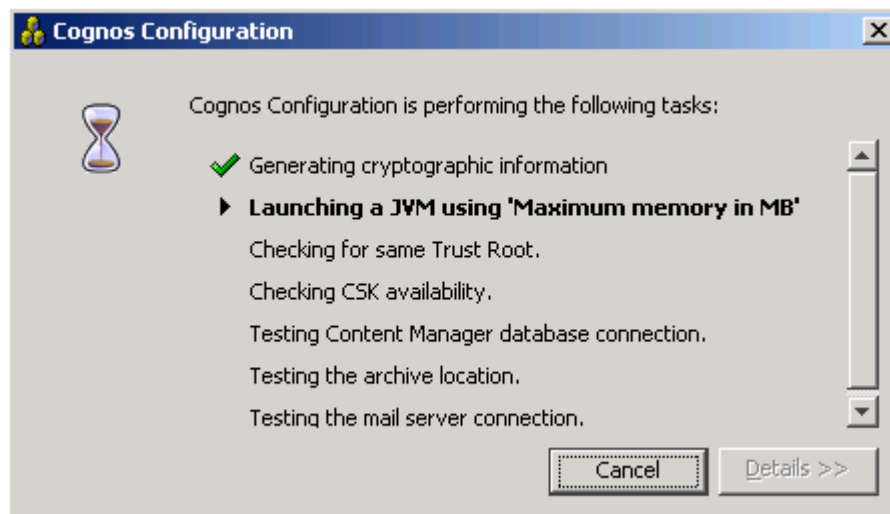 Cognos Configuration
Cognos Configuration is performing the following tasks:
Generating cryptographic information
Launching a JVM using 'Maximum memory in MB'
Checking for same Trust Root.
Checking CSK availability.
Testing Content Manager database connection.
Testing the archive location.
Testing the mail server connection.
Cancel
Details >>